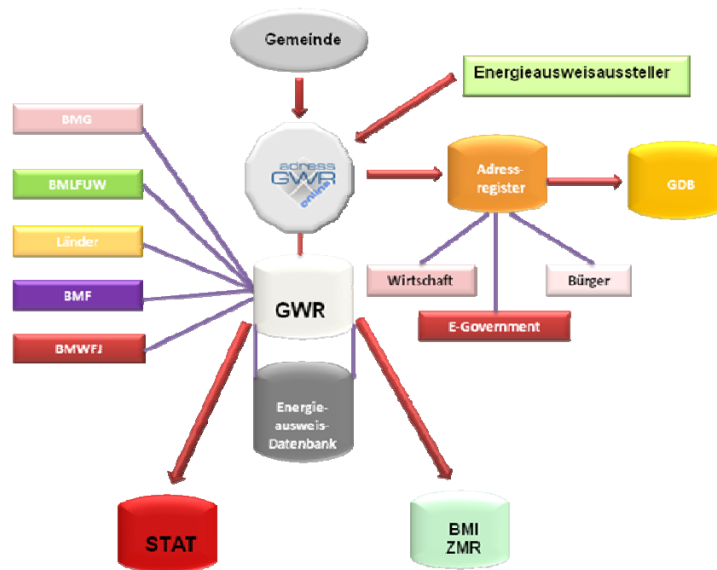 Gemeinde
Energieausweisaussteller
BMG
adress
GWR
online
Adress-
register
GDB
BMLFUW
Länder
BMF
BMWFJ
GWR
Wirtschaft
Bürger
E-Government
Energie-
ausweis-
Datenbank
STAT
BMI
ZMR